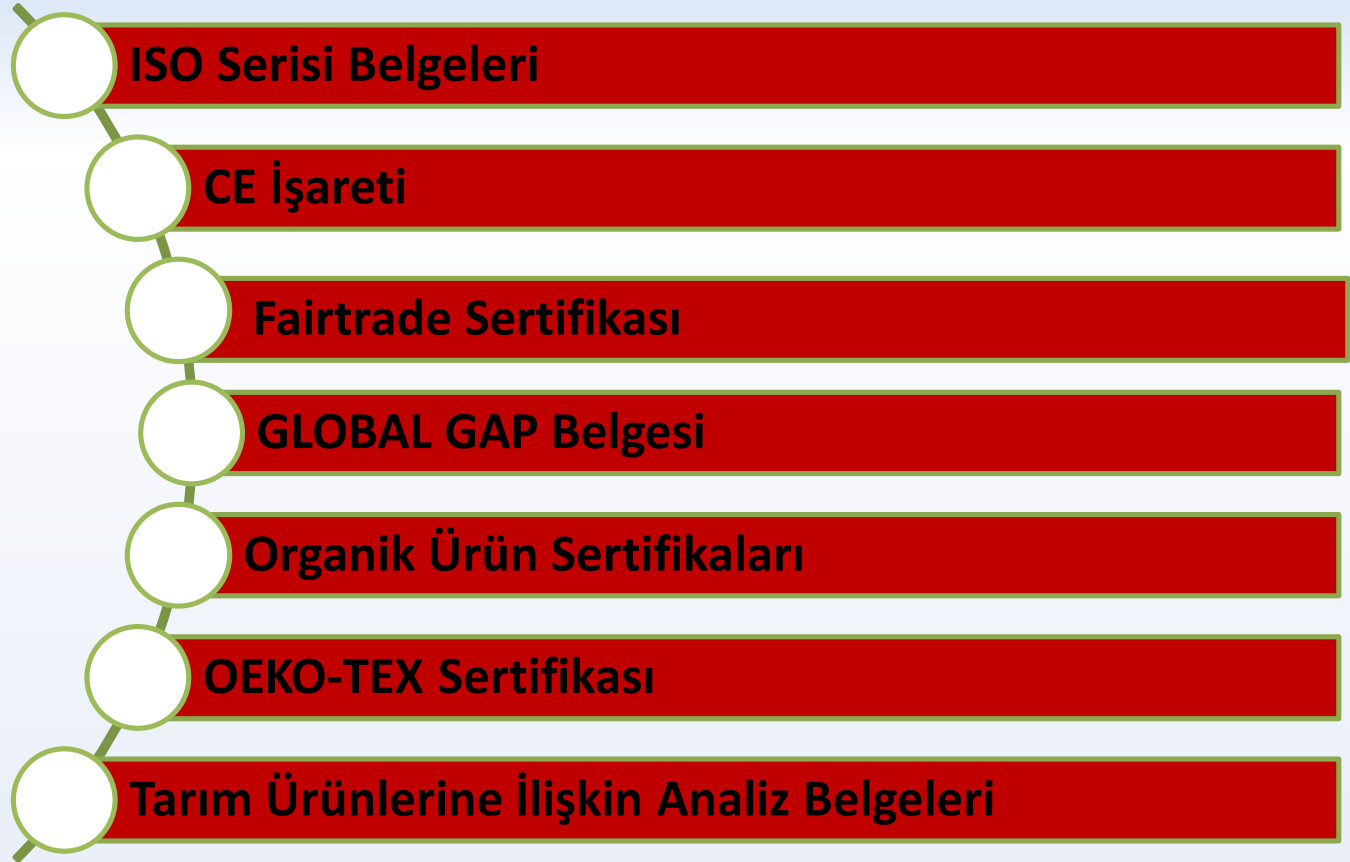 ISO Serisi Belgeleri
CE İşareti
Fairtrade Sertifikası
GLOBAL GAP Belgesi
Organik Ürün Sertifikaları
OEKO-TEX Sertifikası
Tarım Ürünlerine İlişkin Analiz Belgeleri